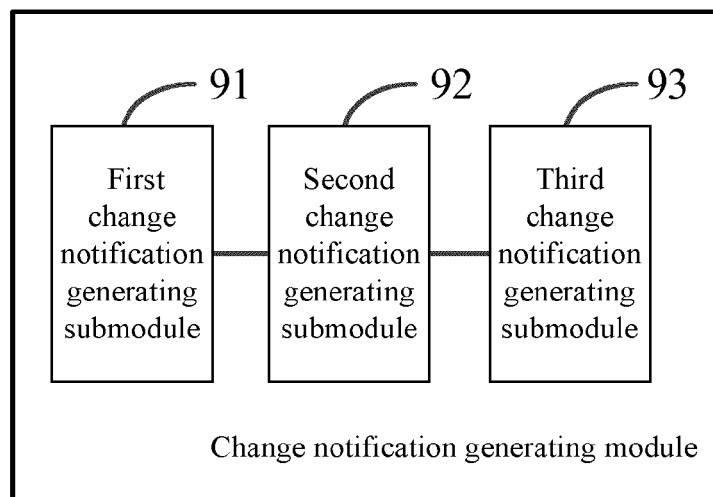 91
92
93
First
change
notification
generating
submodule
Second
change
notification
generating
submodule
Third
change
notification
generating
submodule
Change notification generating module